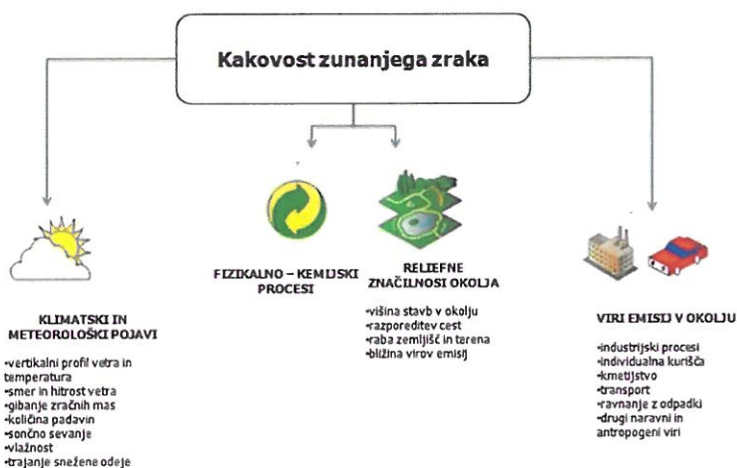 Kakovost zunanjega zraka
KLIMATSKI IN
METEOROLOŠKI POJAVI
•vertikalni profil vetra in
temperatura
•smer in hitrost vetra
•gibanje zračnih mas
•količina padavin
•sončno sevanje
•vlažnost
•trajanje snežene odeje
FIZIKALNO – KEMIJSKI
PROCESI
RELIEFNE
ZNAČILNOSI OKOLJA
•višina stavb v okolju
•razporeditev cest
•raba zemljišč in terena
•bližina virov emisij
VIRI EMISIJ V OKOLJU
•industrijski procesi
•individualna kurišča
•kmetijstvo
•transport
•ravnanje z odpadki
•drugi naravni in
antropogeni viri